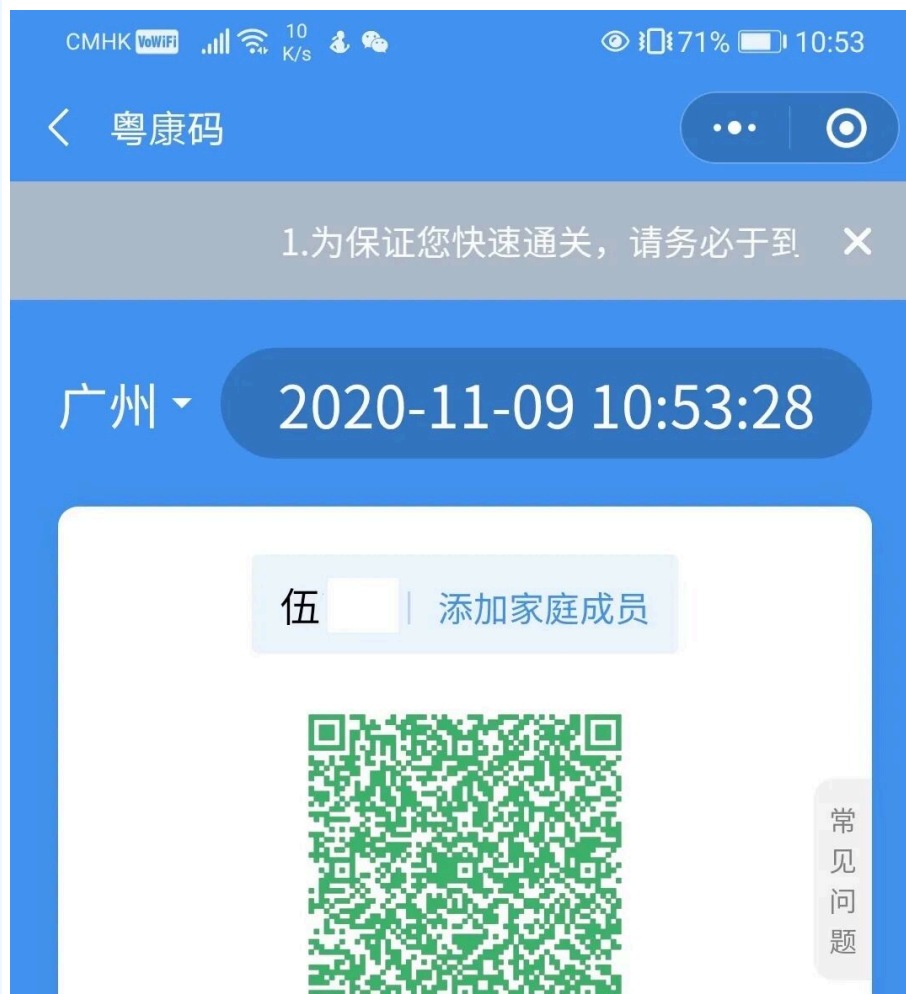 CMHK VoWiFi 10 K/s 71% 10:53
粤康码
1.为保证您快速通关，请务必于到
广州 2020-11-09 10:53:28
伍 添加家庭成员
常见问题